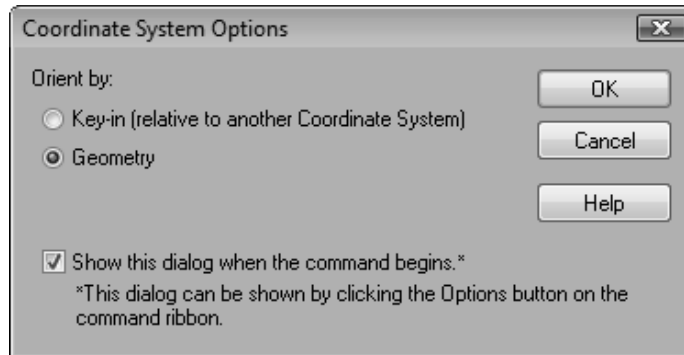 Coordinate System Options
Orient by:
Key-in (relative to another Coordinate System)
Geometry
OK
Cancel
Help
Show this dialog when the command begins.*
*This dialog can be shown by clicking the Options button on the
command ribbon.